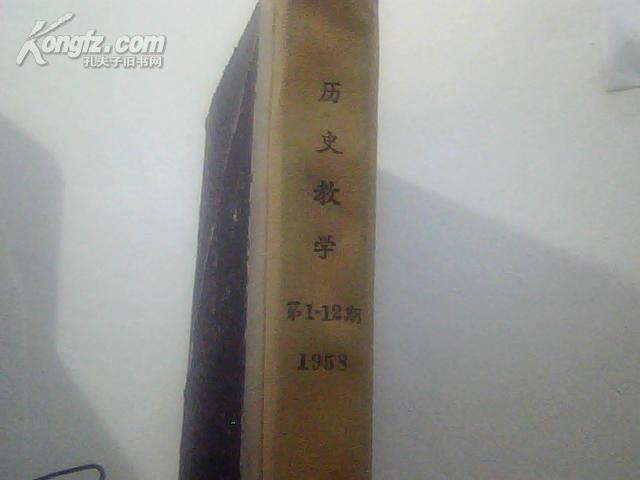 Kongfz.com
孔夫子旧书网
历史教学
第1-12期
1958